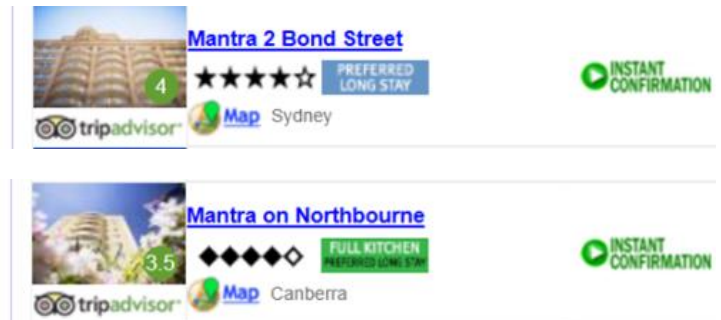 Mantra 2 Bond Street
4
PREFERRED
LONG STAY
INSTANT
CONFIRMATION
tripadvisor
Map Sydney
Mantra on Northbourne
3.5
FULL KITCHEN
PREFERRED LONG STAY
INSTANT
CONFIRMATION
tripadvisor
Map Canberra